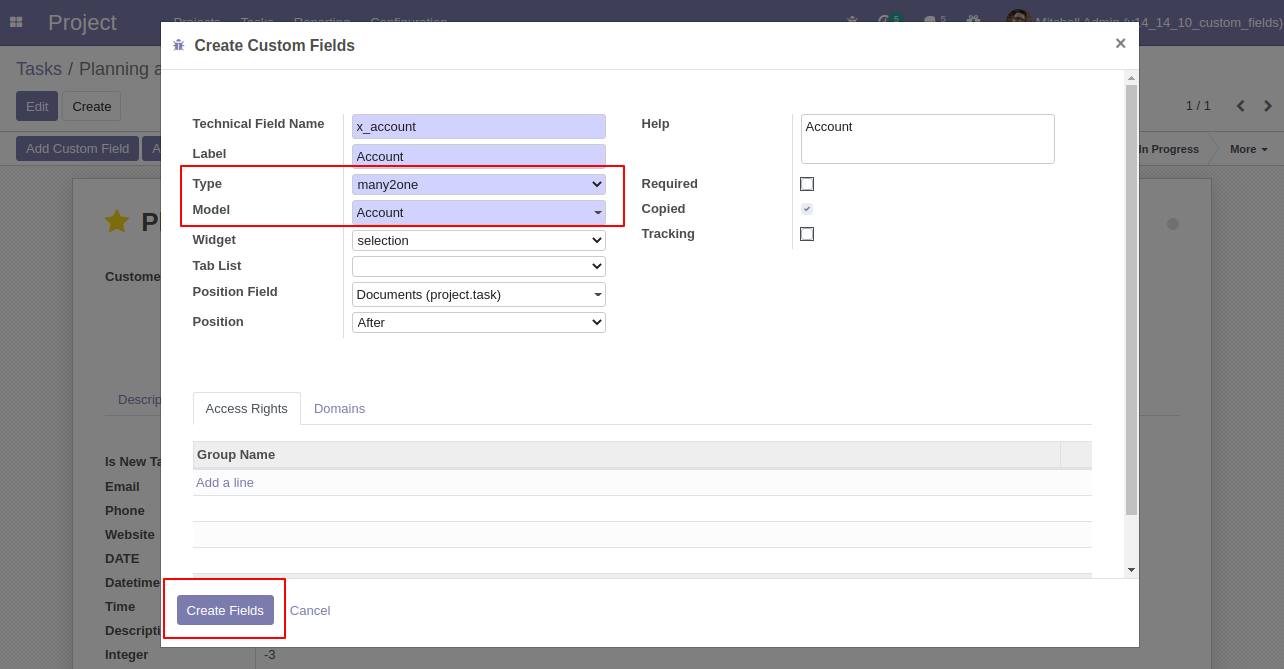 Project
Projects Tasks Reporting Configuration
5
5
Mitchell Admin (v14_14_10_custom_fields)
Tasks / Planning a
Edit Create
1 / 1
Add Custom Field A
In Progress More
Pl
Custome
Descrip
Is New Ta
Email
Phone
Website
DATE
Datetime
Time
Descripti
Integer -3
Create Custom Fields ×
Technical Field Name x_account
Label Account
Type many2one
Model Account
Widget selection
Tab List
Position Field Documents (project.task)
Position After
Help Account
Required
Copied
Tracking
Access Rights Domains
Group Name
Add a line
Create Fields Cancel